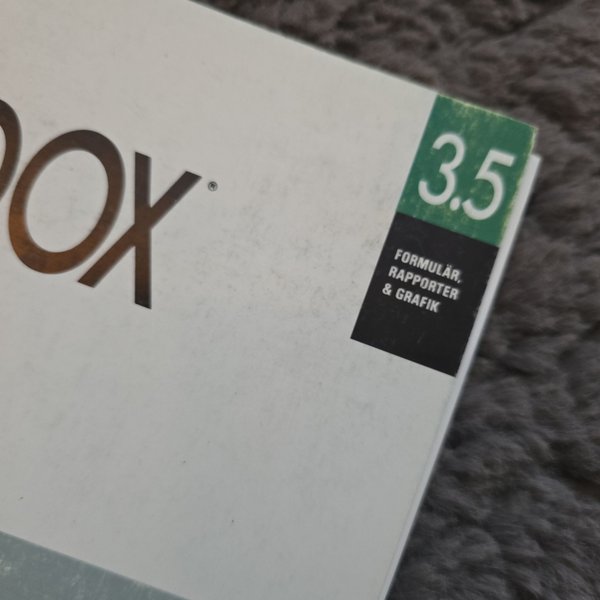 OX®
3.5
FORMULÄR,
RAPPORTER
& GRAFIK